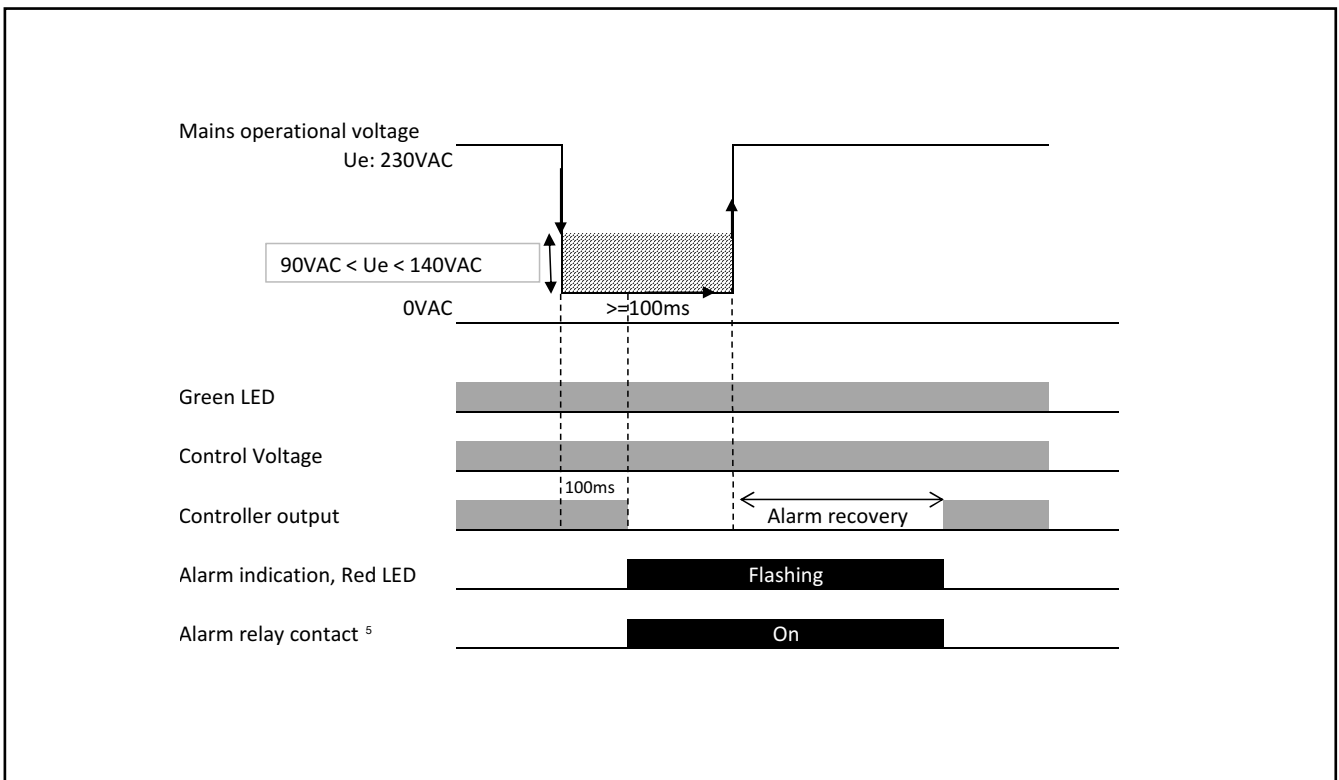 Mains operational voltage
Ue: 230VAC
90VAC < Ue < 140VAC
0VAC
>=100ms
Green LED
Control Voltage
100ms
Controller output
Alarm recovery
Alarm indication, Red LED
Flashing
Alarm relay contact ⁵
On